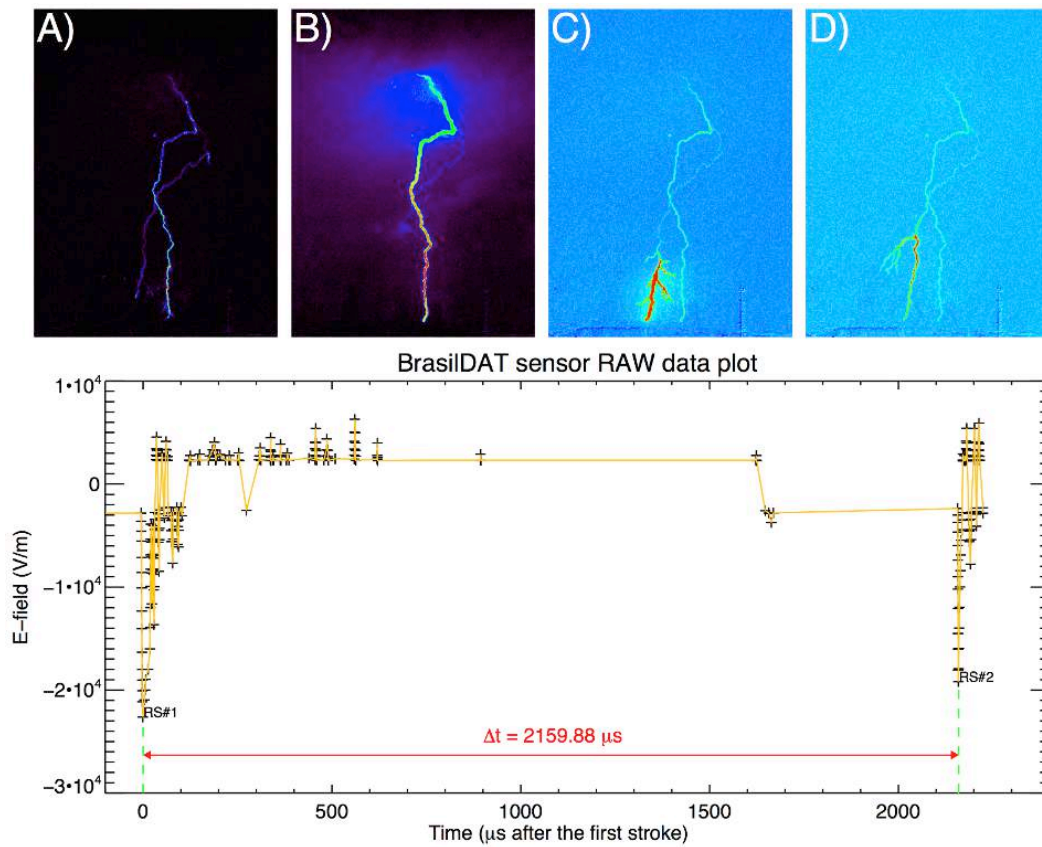 A) B) C) D)
BrasilDAT sensor RAW data plot
1•10⁴
0
−1•10⁴
−2•10⁴
−3•10⁴
E−field (V/m)
RS#1
RS#2
Δt = 2159.88 μs
0 500 1000 1500 2000
Time (μs after the first stroke)